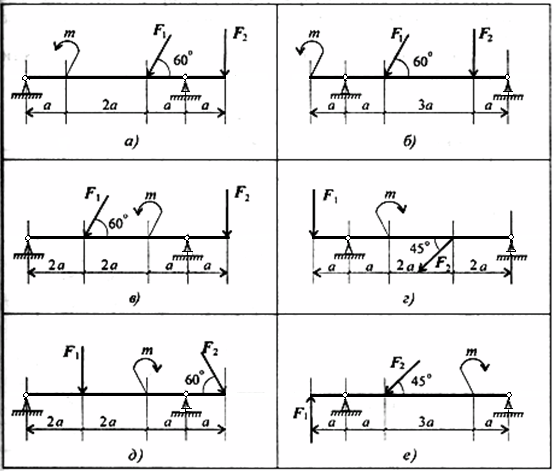 m F₁ 60° F₂
a 2a a a
а)
m F₁ 60° F₂
a a 3a a
б)
F₁ 60° m F₂
2a 2a a a
в)
F₁ m 45° F₂
a a 2a 2a
г)
F₁ m 60° F₂
2a 2a a a
д)
F₁ F₂ 45° m
a a 3a a
е)